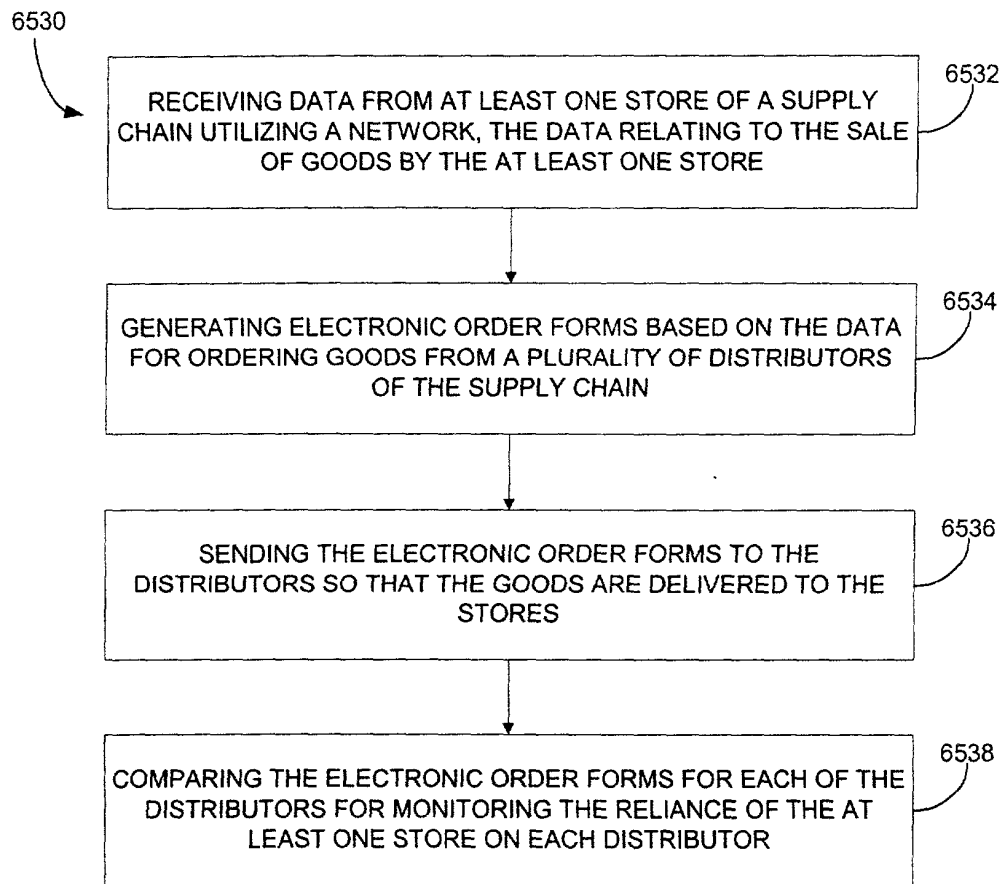 6530
6532
RECEIVING DATA FROM AT LEAST ONE STORE OF A SUPPLY
CHAIN UTILIZING A NETWORK, THE DATA RELATING TO THE SALE
OF GOODS BY THE AT LEAST ONE STORE
6534
GENERATING ELECTRONIC ORDER FORMS BASED ON THE DATA
FOR ORDERING GOODS FROM A PLURALITY OF DISTRIBUTORS
OF THE SUPPLY CHAIN
6536
SENDING THE ELECTRONIC ORDER FORMS TO THE
DISTRIBUTORS SO THAT THE GOODS ARE DELIVERED TO THE
STORES
6538
COMPARING THE ELECTRONIC ORDER FORMS FOR EACH OF THE
DISTRIBUTORS FOR MONITORING THE RELIANCE OF THE AT
LEAST ONE STORE ON EACH DISTRIBUTOR